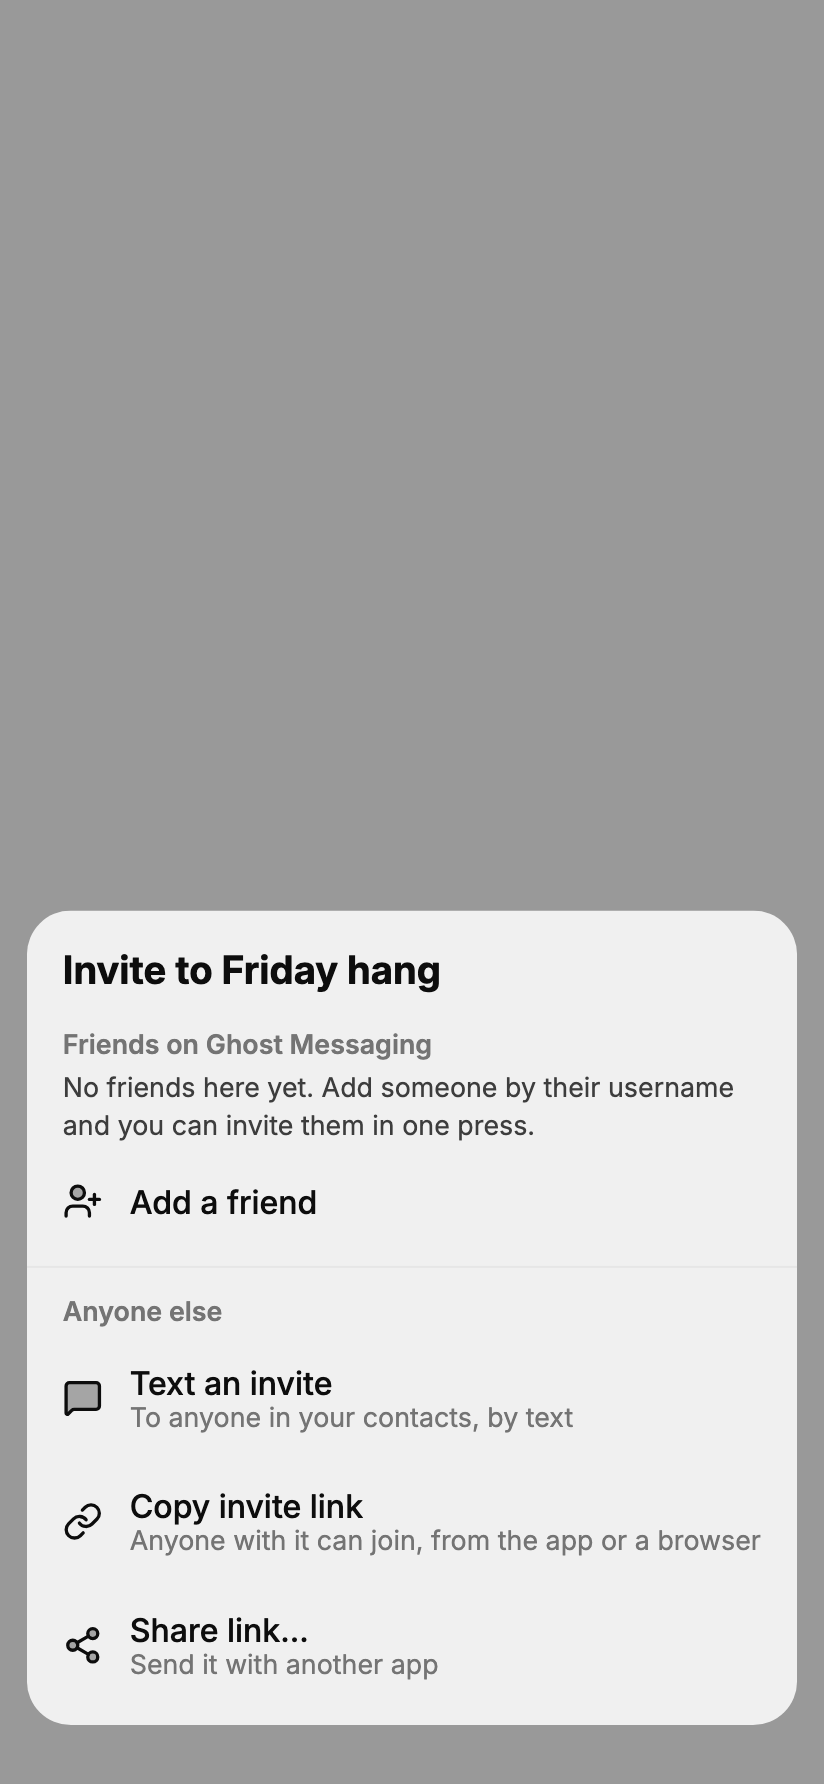 Invite to Friday hang
Friends on Ghost Messaging
No friends here yet. Add someone by their username
and you can invite them in one press.
Add a friend
Anyone else
Text an invite
To anyone in your contacts, by text
Copy invite link
Anyone with it can join, from the app or a browser
Share link...
Send it with another app